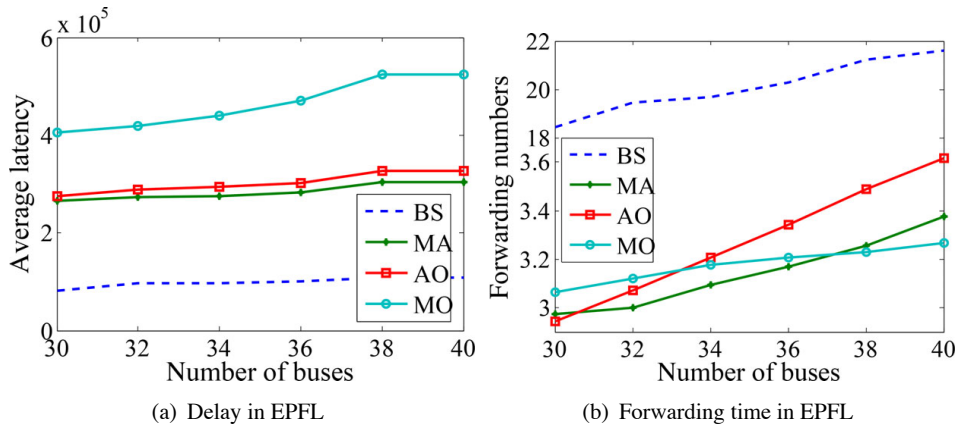 x 10⁵
6
4
2
0
Average latency
BS
MA
AO
MO
30 32 34 36 38 40
Number of buses
(a) Delay in EPFL
22
20
18
3.6
3.4
3.2
3
Forwarding numbers
BS
MA
AO
MO
30 32 34 36 38 40
Number of buses
(b) Forwarding time in EPFL